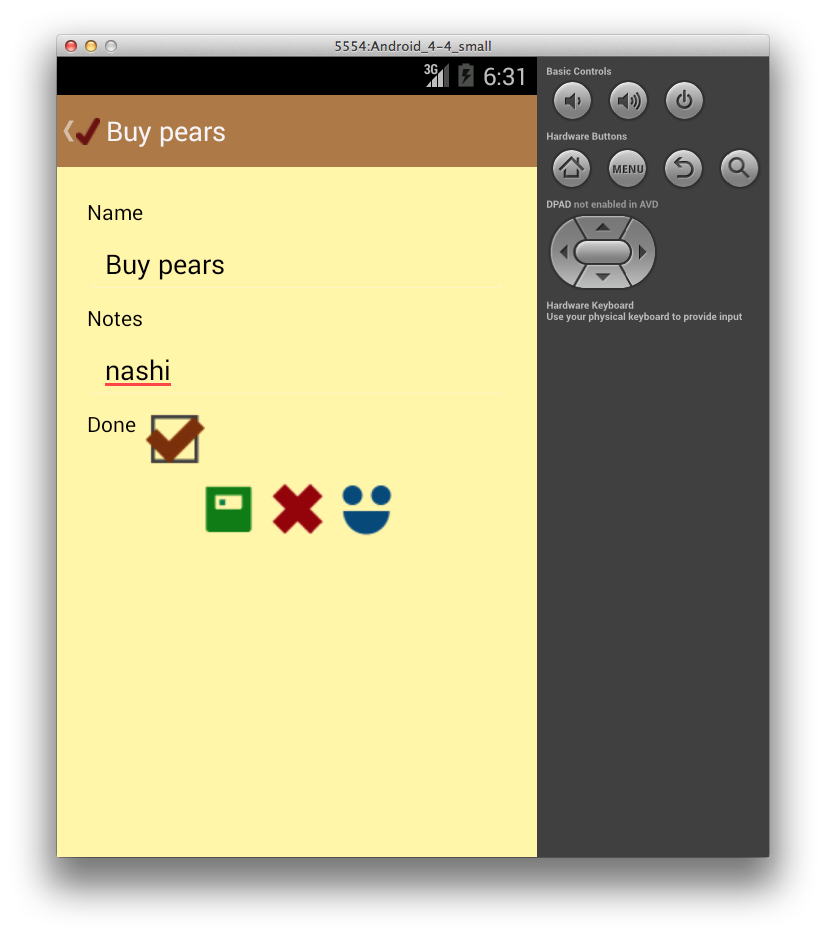 5554:Android_4-4_small
3G 6:31
Buy pears
Name
Buy pears
Notes
nashi
Done
Basic Controls
Hardware Buttons
MENU
DPAD not enabled in AVD
Hardware Keyboard
Use your physical keyboard to provide input